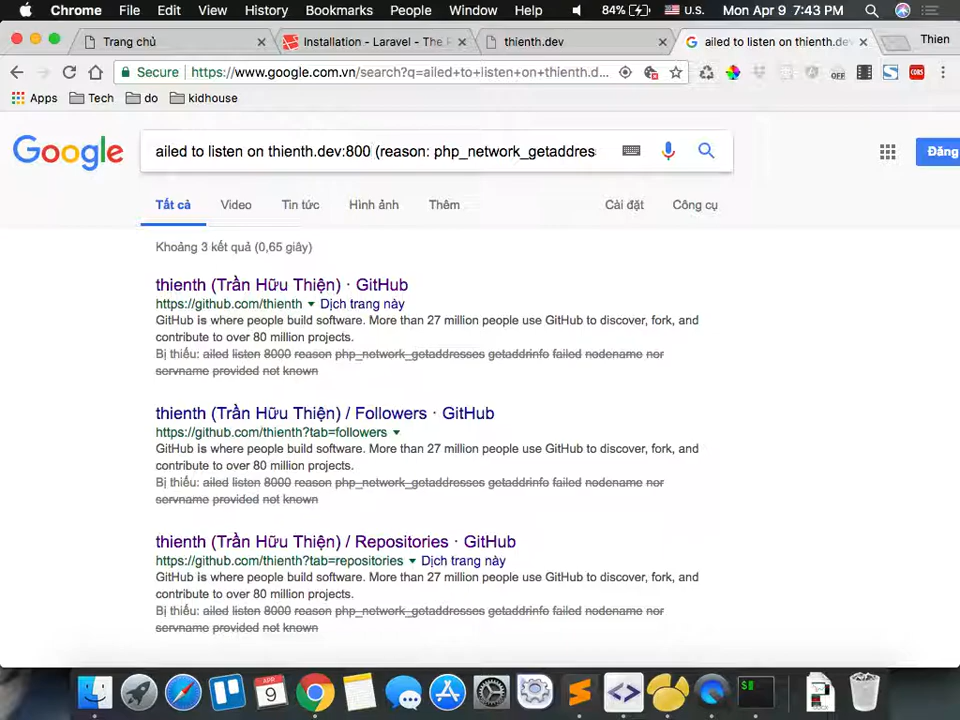 Chrome File Edit View History Bookmarks People Window Help 84% U.S. Mon Apr 9 7:43 PM
Trang chủ Installation - Laravel - The P thienth.dev ailed to listen on thienth.dev: Thien
Secure https://www.google.com.vn/search?q=ailed+to+listen+on+thienth.d... OFF S CORS
Apps Tech do kidhouse
Google ailed to listen on thienth.dev:800 (reason: php_network_getaddres Đăng
Tất cả Video Tin tức Hình ảnh Thêm Cài đặt Công cụ
Khoảng 3 kết quả (0,65 giây)
thienth (Trần Hữu Thiện) · GitHub
https://github.com/thienth Dịch trang này
GitHub is where people build software. More than 27 million people use GitHub to discover, fork, and
contribute to over 80 million projects.
Bị thiếu: ailed listen 8000 reason php_network_getaddresses getaddrinfo failed nodename nor
servname provided not known
thienth (Trần Hữu Thiện) / Followers · GitHub
https://github.com/thienth?tab=followers
GitHub is where people build software. More than 27 million people use GitHub to discover, fork, and
contribute to over 80 million projects.
Bị thiếu: ailed listen 8000 reason php_network_getaddresses getaddrinfo failed nodename nor
servname provided not known
thienth (Trần Hữu Thiện) / Repositories · GitHub
https://github.com/thienth?tab=repositories Dịch trang này
GitHub is where people build software. More than 27 million people use GitHub to discover, fork, and
contribute to over 80 million projects.
Bị thiếu: ailed listen 8000 reason php_network_getaddresses getaddrinfo failed nodename nor
servname provided not known
APR
9